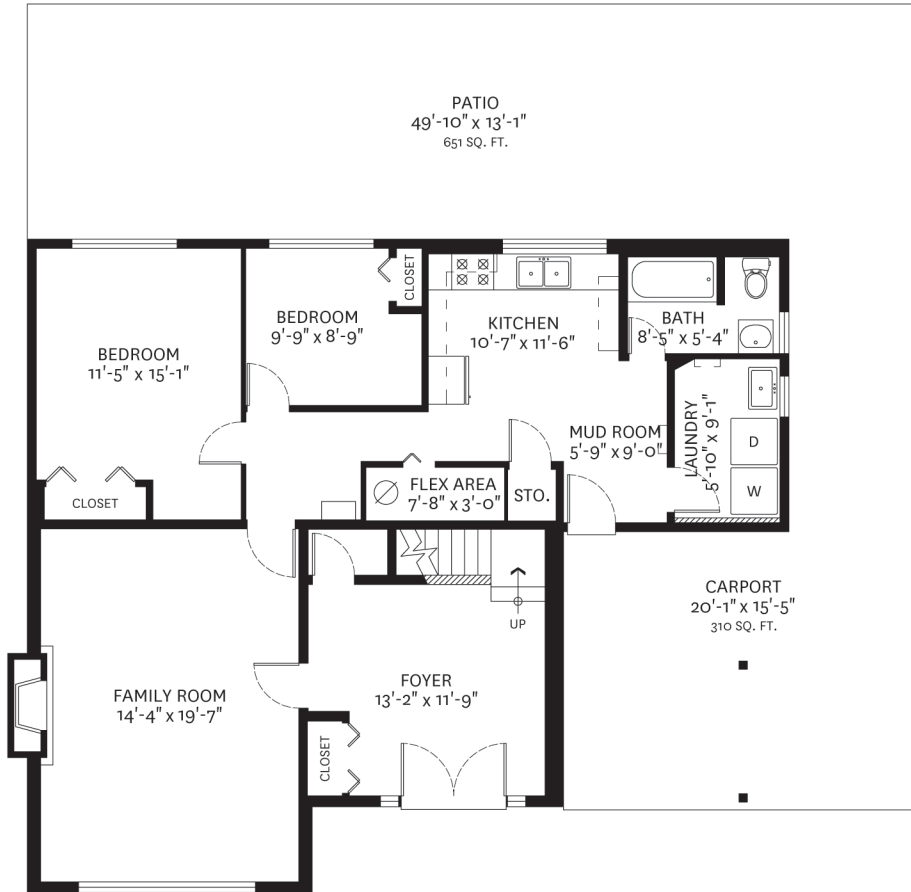 PATIO
49'-10" x 13'-1"
651 SQ. FT.
CLOSET
BEDROOM
9'-9" x 8'-9"
KITCHEN
10'-7" x 11'-6"
BATH
8'-5" x 5'-4"
BEDROOM
11'-5" x 15'-1"
LAUNDRY
5'-10" x 9'-1"
MUD ROOM
5'-9" x 9'-0"
D
W
FLEX AREA
7'-8" x 3'-0"
STO.
CLOSET
CARPORT
20'-1" x 15'-5"
310 SQ. FT.
UP
FAMILY ROOM
14'-4" x 19'-7"
FOYER
13'-2" x 11'-9"
CLOSET